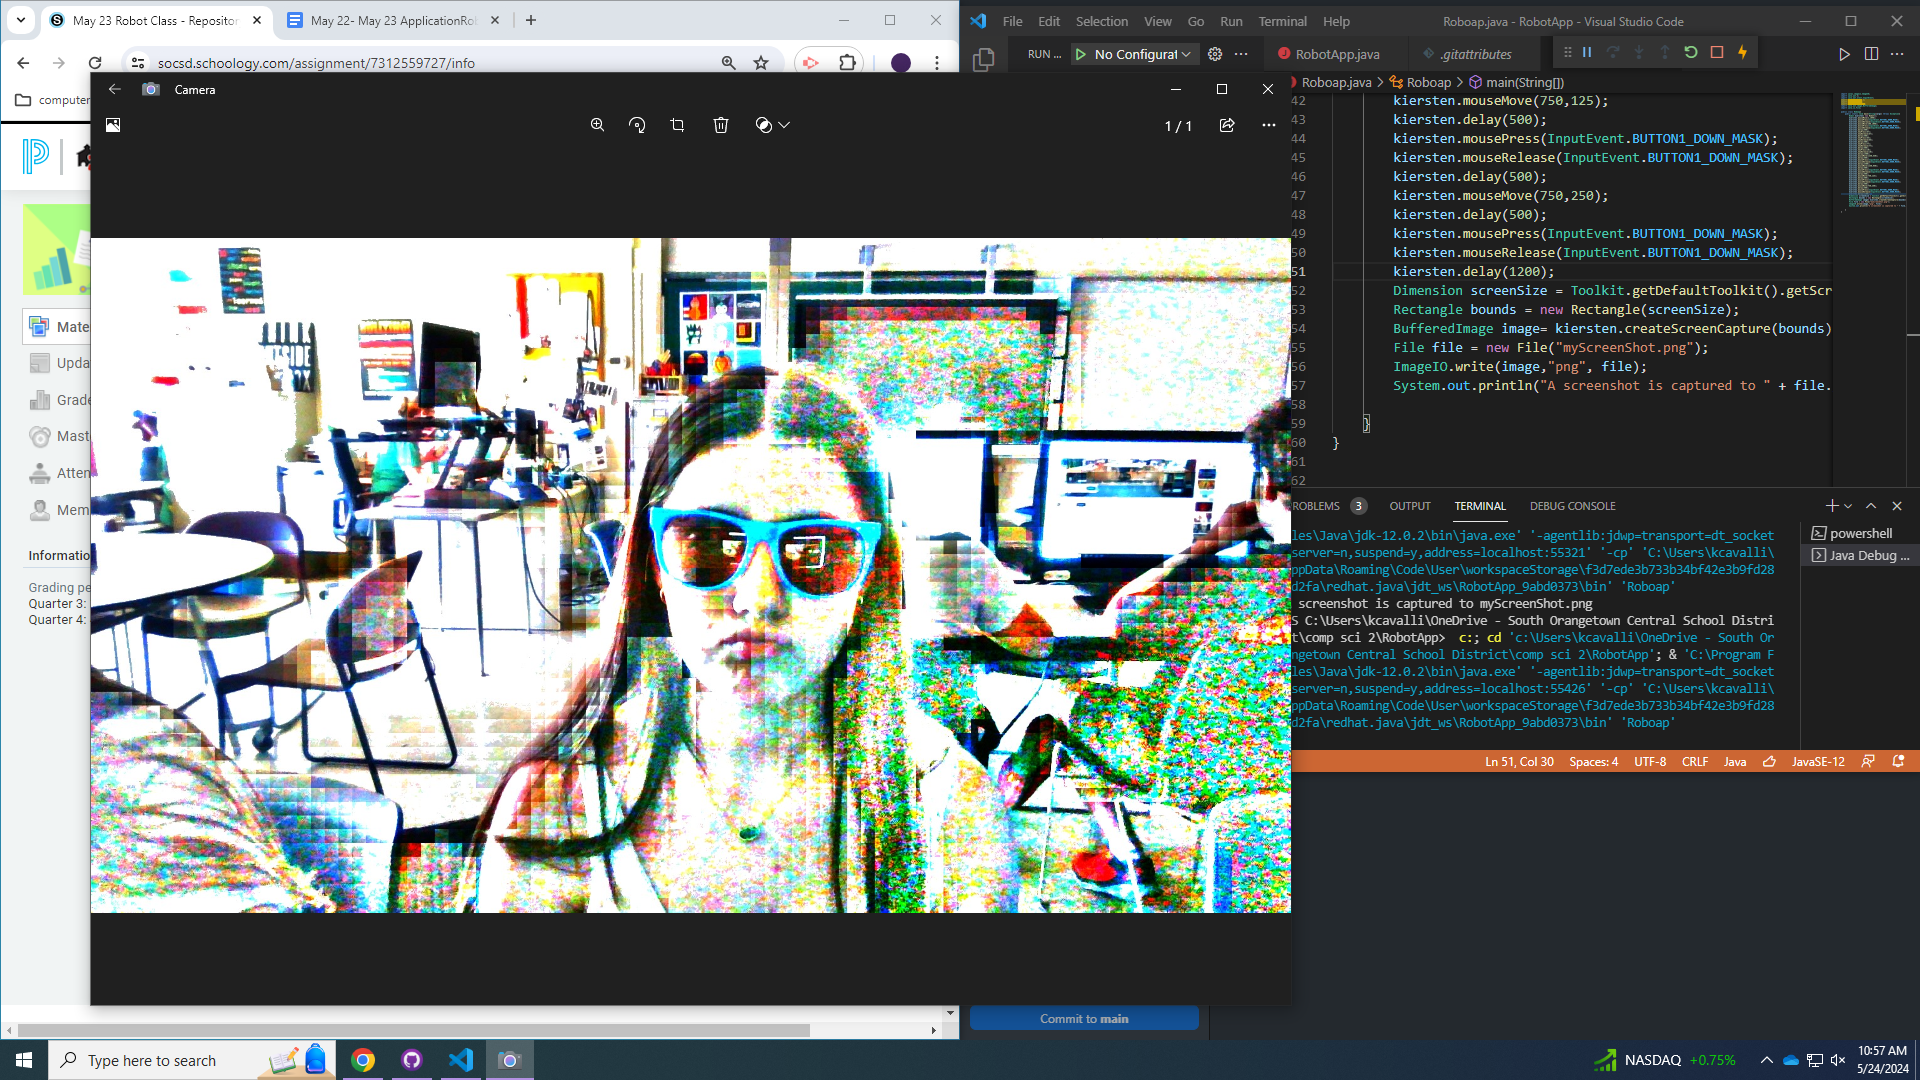 May 23 Robot Class - Repositor
May 22- May 23 ApplicationRob
socsd.schoology.com/assignment/7312559727/info
computer
Mate
Upda
Grade
Mast
Atten
Mem
Informatio
Grading pe
Quarter 3:
Quarter 4:
Camera
1 / 1
File Edit Selection View Go Run Terminal Help
Roboap.java - RobotApp - Visual Studio Code
RUN ...
No Configurat
RobotApp.java
.gitattributes
Roboap.java > Roboap > main(String[])
42 kiersten.mouseMove(750,125);
43 kiersten.delay(500);
44 kiersten.mousePress(InputEvent.BUTTON1_DOWN_MASK);
45 kiersten.mouseRelease(InputEvent.BUTTON1_DOWN_MASK);
46 kiersten.delay(500);
47 kiersten.mouseMove(750,250);
48 kiersten.delay(500);
49 kiersten.mousePress(InputEvent.BUTTON1_DOWN_MASK);
50 kiersten.mouseRelease(InputEvent.BUTTON1_DOWN_MASK);
51 kiersten.delay(1200);
52 Dimension screenSize = Toolkit.getDefaultToolkit().getScr
53 Rectangle bounds = new Rectangle(screenSize);
54 BufferedImage image= kiersten.createScreenCapture(bounds)
55 File file = new File("myScreenShot.png");
56 ImageIO.write(image,"png", file);
57 System.out.println("A screenshot is captured to " + file.
58
59 }
60 }
61
62
ROBLEMS 3 OUTPUT TERMINAL DEBUG CONSOLE
les\Java\jdk-12.0.2\bin\java.exe' '-agentlib:jdwp=transport=dt_socket
server=n,suspend=y,address=localhost:55321' '-cp' 'C:\Users\kcavalli\
ppData\Roaming\Code\User\workspaceStorage\f3d7ede3b733b34bf42e3b9fd28
d2fa\redhat.java\jdt_ws\RobotApp_9abd0373\bin' 'Roboap'
screenshot is captured to myScreenShot.png
S C:\Users\kcavalli\OneDrive - South Orangetown Central School Distri
t\comp sci 2\RobotApp> c:; cd 'c:\Users\kcavalli\OneDrive - South Or
ngetown Central School District\comp sci 2\RobotApp'; & 'C:\Program F
les\Java\jdk-12.0.2\bin\java.exe' '-agentlib:jdwp=transport=dt_socket
server=n,suspend=y,address=localhost:55426' '-cp' 'C:\Users\kcavalli\
ppData\Roaming\Code\User\workspaceStorage\f3d7ede3b733b34bf42e3b9fd28
d2fa\redhat.java\jdt_ws\RobotApp_9abd0373\bin' 'Roboap'
powershell
Java Debug ...
Ln 51, Col 30 Spaces: 4 UTF-8 CRLF Java JavaSE-12
Commit to main
Type here to search
NASDAQ +0.75%
10:57 AM
5/24/2024